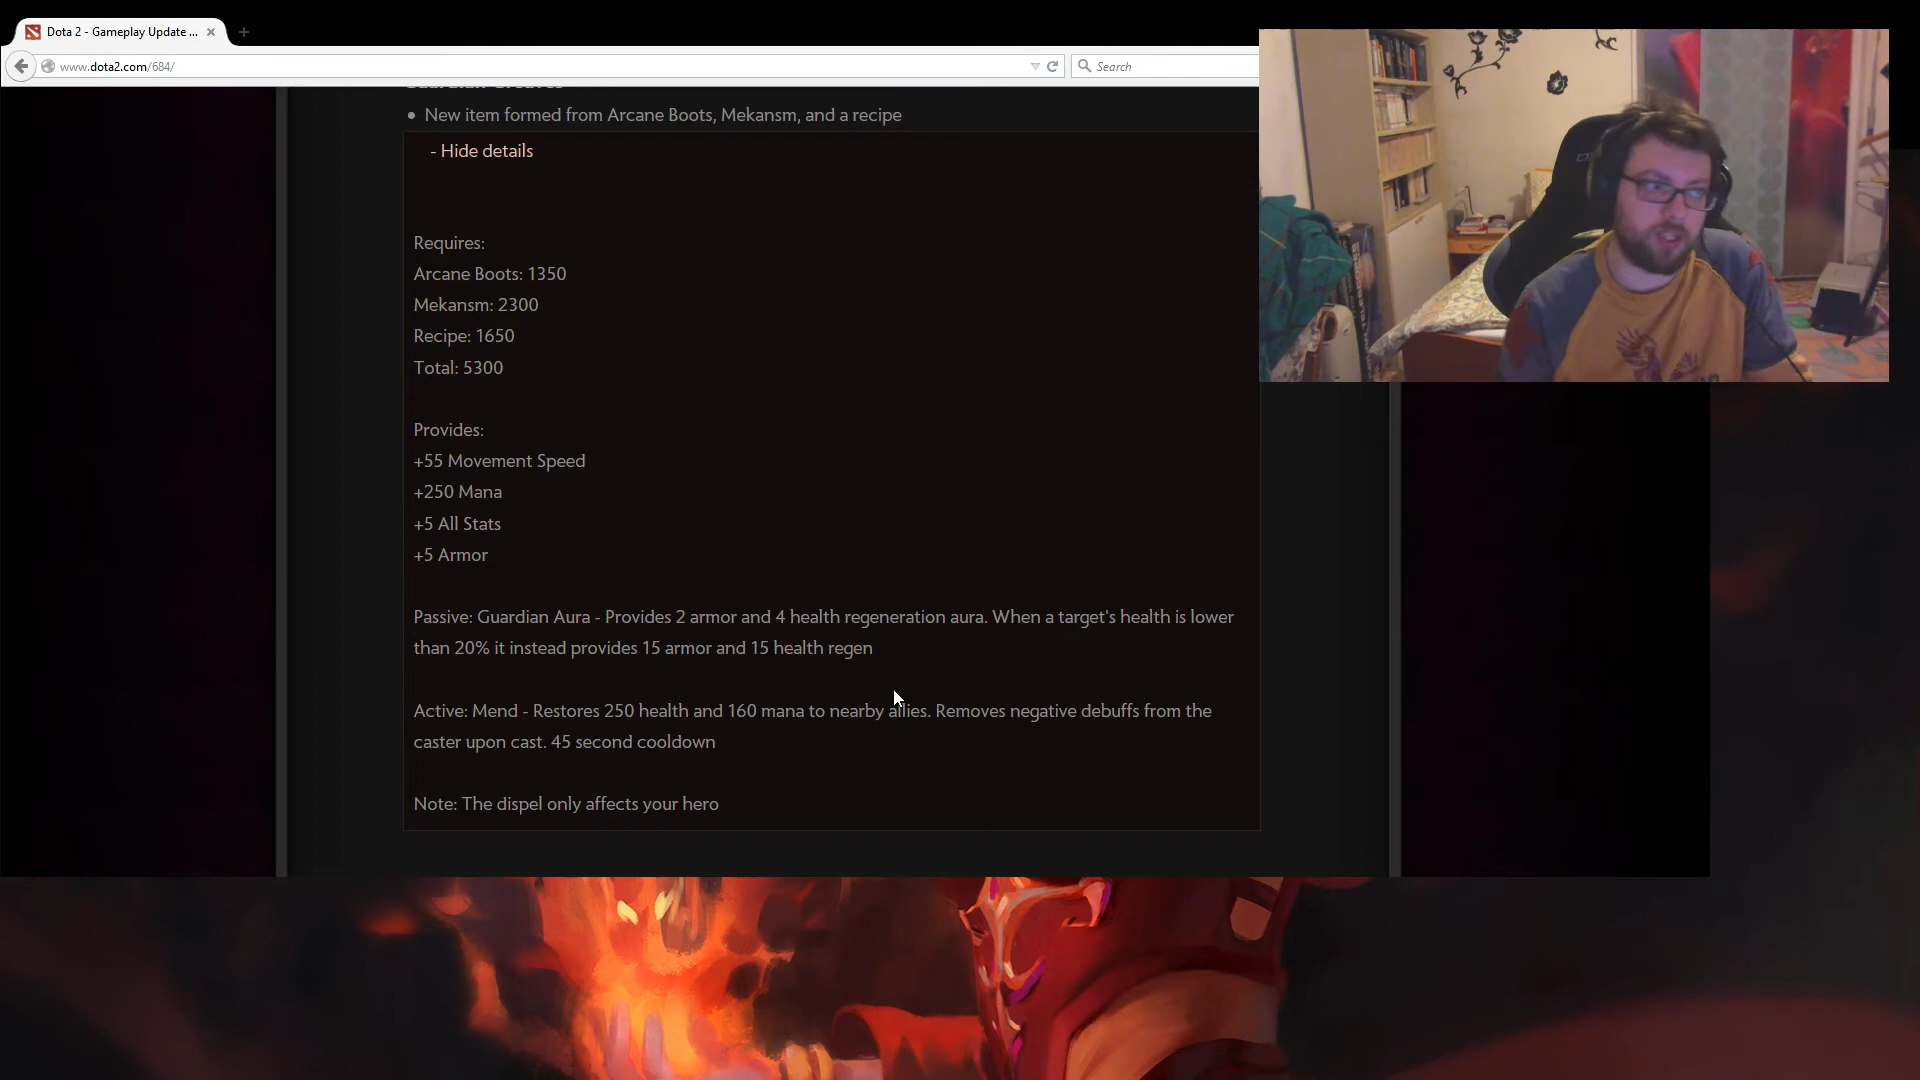 Dota 2 - Gameplay Update ...
www.dota2.com/684/
Search
Guardian Greaves
New item formed from Arcane Boots, Mekansm, and a recipe
- Hide details
Requires:
Arcane Boots: 1350
Mekansm: 2300
Recipe: 1650
Total: 5300
Provides:
+55 Movement Speed
+250 Mana
+5 All Stats
+5 Armor
Passive: Guardian Aura - Provides 2 armor and 4 health regeneration aura. When a target's health is lower
than 20% it instead provides 15 armor and 15 health regen
Active: Mend - Restores 250 health and 160 mana to nearby allies. Removes negative debuffs from the
caster upon cast. 45 second cooldown
Note: The dispel only affects your hero